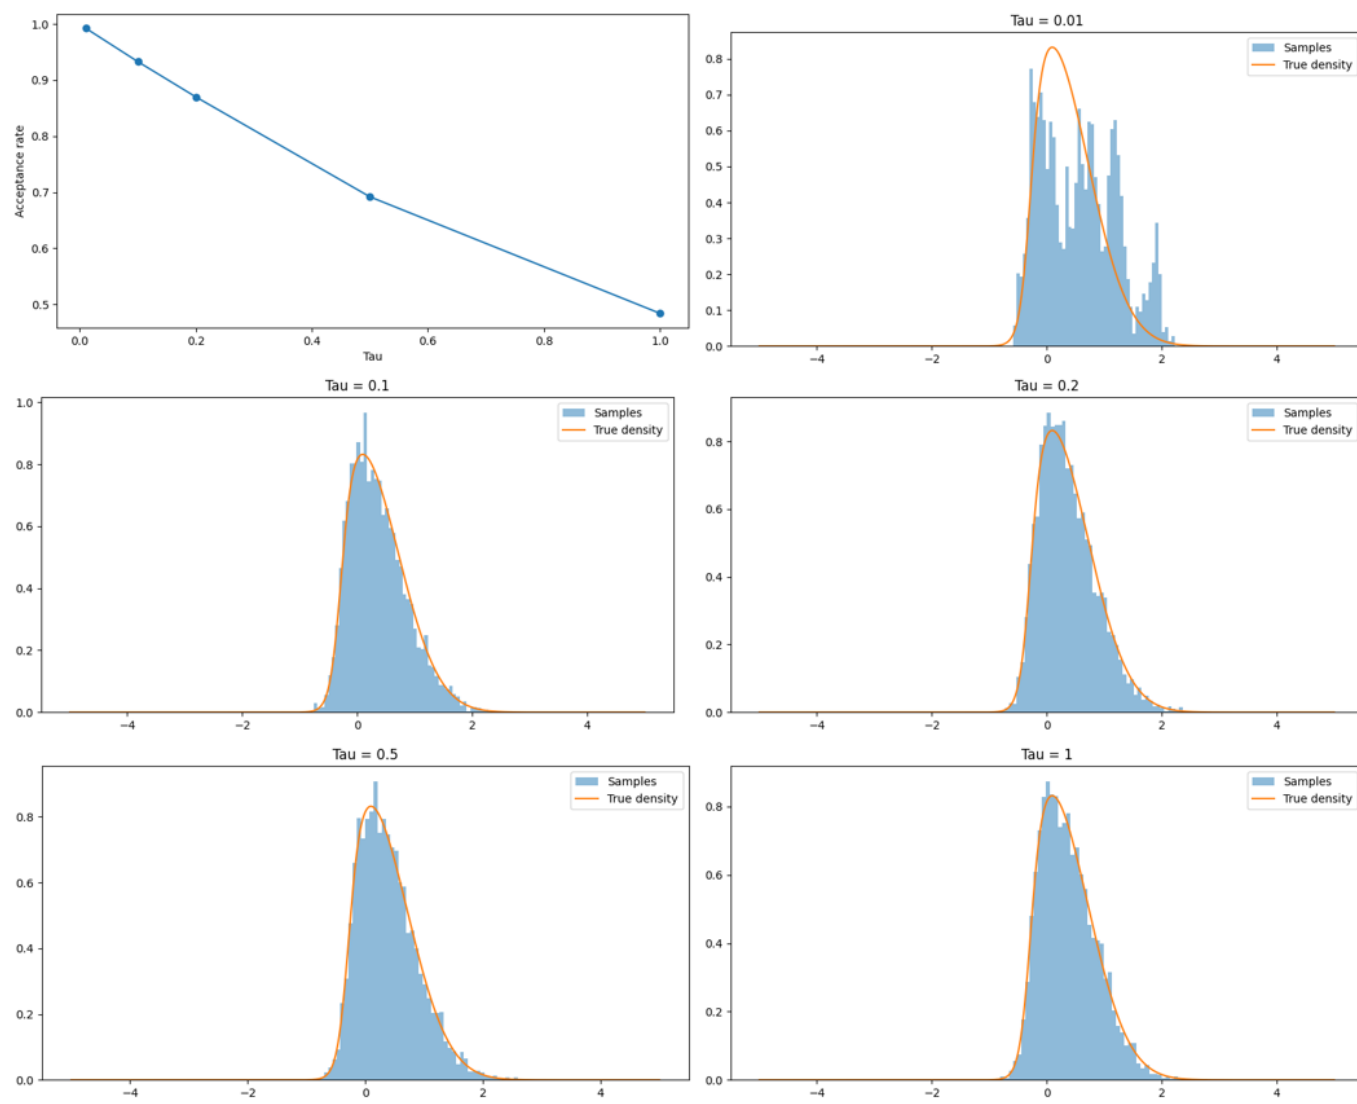 1.0
0.9
0.8
0.7
0.6
0.5
Acceptance rate
0.0 0.2 0.4 0.6 0.8 1.0
Tau
Tau = 0.01
Samples
True density
0.8
0.7
0.6
0.5
0.4
0.3
0.2
0.1
0.0
−4 −2 0 2 4
Tau = 0.1
Samples
True density
1.0
0.8
0.6
0.4
0.2
0.0
−4 −2 0 2 4
Tau = 0.2
Samples
True density
0.8
0.6
0.4
0.2
0.0
−4 −2 0 2 4
Tau = 0.5
Samples
True density
0.8
0.6
0.4
0.2
0.0
−4 −2 0 2 4
Tau = 1
Samples
True density
0.8
0.6
0.4
0.2
0.0
−4 −2 0 2 4